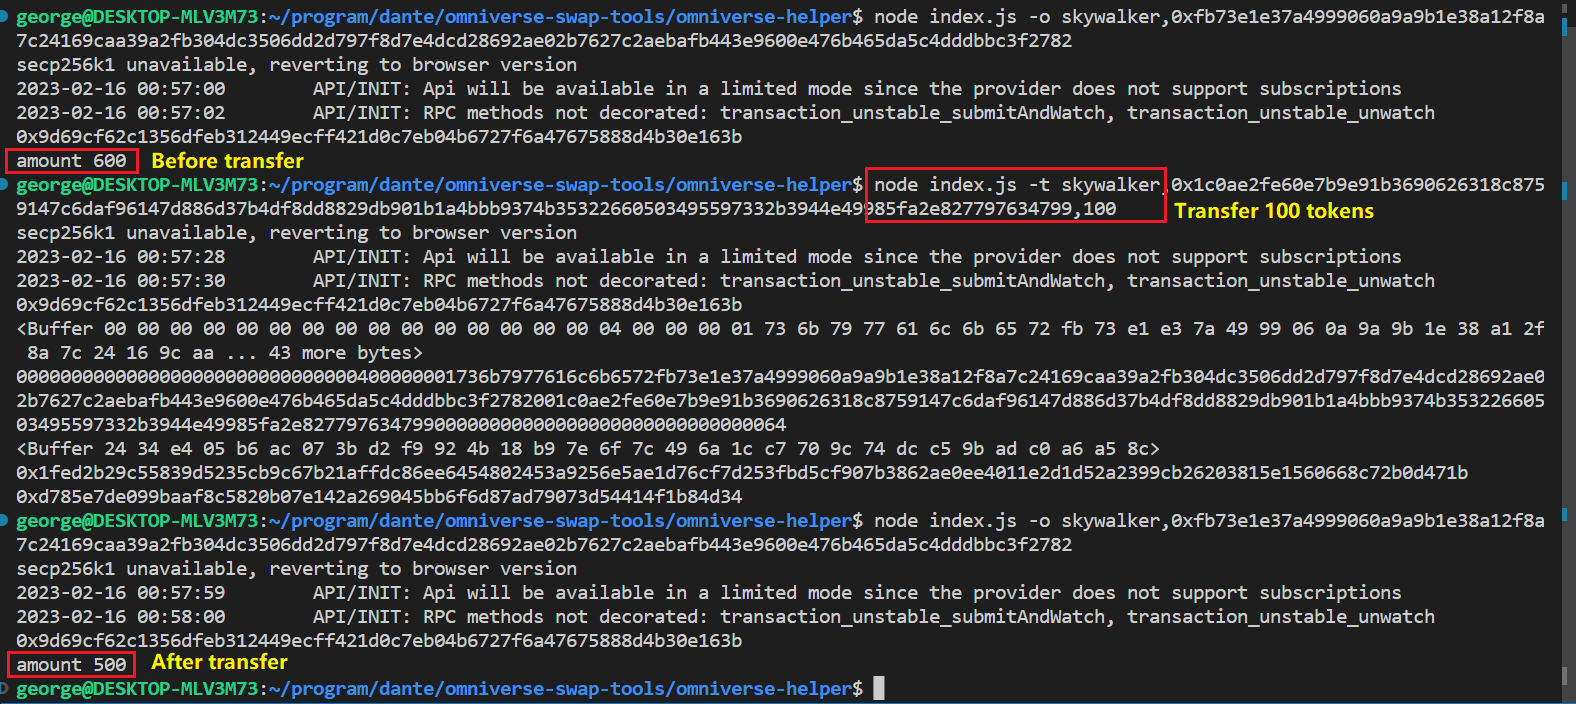 george@DESKTOP-MLV3M73:~/program/dante/omniverse-swap-tools/omniverse-helper$ node index.js -o skywalker,0xfb73e1e37a4999060a9a9b1e38a12f8a
7c24169caa39a2fb304dc3506dd2d797f8d7e4dcd28692ae02b7627c2aebafb443e9600e476b465da5c4dddbbc3f2782
secp256k1 unavailable, reverting to browser version
2023-02-16 00:57:00        API/INIT: Api will be available in a limited mode since the provider does not support subscriptions
2023-02-16 00:57:02        API/INIT: RPC methods not decorated: transaction_unstable_submitAndWatch, transaction_unstable_unwatch
0x9d69cf62c1356dfeb312449ecff421d0c7eb04b6727f6a47675888d4b30e163b
amount 600 Before transfer
george@DESKTOP-MLV3M73:~/program/dante/omniverse-swap-tools/omniverse-helper$ node index.js -t skywalker,0x1c0ae2fe60e7b9e91b3690626318c875
9147c6daf96147d886d37b4df8dd8829db901b1a4bbb9374b35322660503495597332b3944e49985fa2e827797634799,100 Transfer 100 tokens
secp256k1 unavailable, reverting to browser version
2023-02-16 00:57:28        API/INIT: Api will be available in a limited mode since the provider does not support subscriptions
2023-02-16 00:57:30        API/INIT: RPC methods not decorated: transaction_unstable_submitAndWatch, transaction_unstable_unwatch
0x9d69cf62c1356dfeb312449ecff421d0c7eb04b6727f6a47675888d4b30e163b
<Buffer 00 00 00 00 00 00 00 00 00 00 00 00 00 00 00 04 00 00 00 01 73 6b 79 77 61 6c 6b 65 72 fb 73 e1 e3 7a 49 99 06 0a 9a 9b 1e 38 a1 2f
8a 7c 24 16 9c aa ... 43 more bytes>
00000000000000000000000000000000400000001736b7977616c6b6572fb73e1e37a4999060a9a9b1e38a12f8a7c24169caa39a2fb304dc3506dd2d797f8d7e4dcd28692ae0
2b7627c2aebafb443e9600e476b465da5c4dddbbc3f2782001c0ae2fe60e7b9e91b3690626318c8759147c6daf96147d886d37b4df8dd8829db901b1a4bbb9374b353226605
03495597332b3944e49985fa2e82779763479900000000000000000000000000000064
<Buffer 24 34 e4 05 b6 ac 07 3b d2 f9 92 4b 18 b9 7e 6f 7c 49 6a 1c c7 70 9c 74 dc c5 9b ad c0 a6 a5 8c>
0x1fed2b29c55839d5235cb9c67b21affdc86ee6454802453a9256e5ae1d76cf7d253fbd5cf907b3862ae0ee4011e2d1d52a2399cb26203815e1560668c72b0d471b
0xd785e7de099baaf8c5820b07e142a269045bb6f6d87ad79073d54414f1b84d34
george@DESKTOP-MLV3M73:~/program/dante/omniverse-swap-tools/omniverse-helper$ node index.js -o skywalker,0xfb73e1e37a4999060a9a9b1e38a12f8a
7c24169caa39a2fb304dc3506dd2d797f8d7e4dcd28692ae02b7627c2aebafb443e9600e476b465da5c4dddbbc3f2782
secp256k1 unavailable, reverting to browser version
2023-02-16 00:57:59        API/INIT: Api will be available in a limited mode since the provider does not support subscriptions
2023-02-16 00:58:00        API/INIT: RPC methods not decorated: transaction_unstable_submitAndWatch, transaction_unstable_unwatch
0x9d69cf62c1356dfeb312449ecff421d0c7eb04b6727f6a47675888d4b30e163b
amount 500 After transfer
george@DESKTOP-MLV3M73:~/program/dante/omniverse-swap-tools/omniverse-helper$